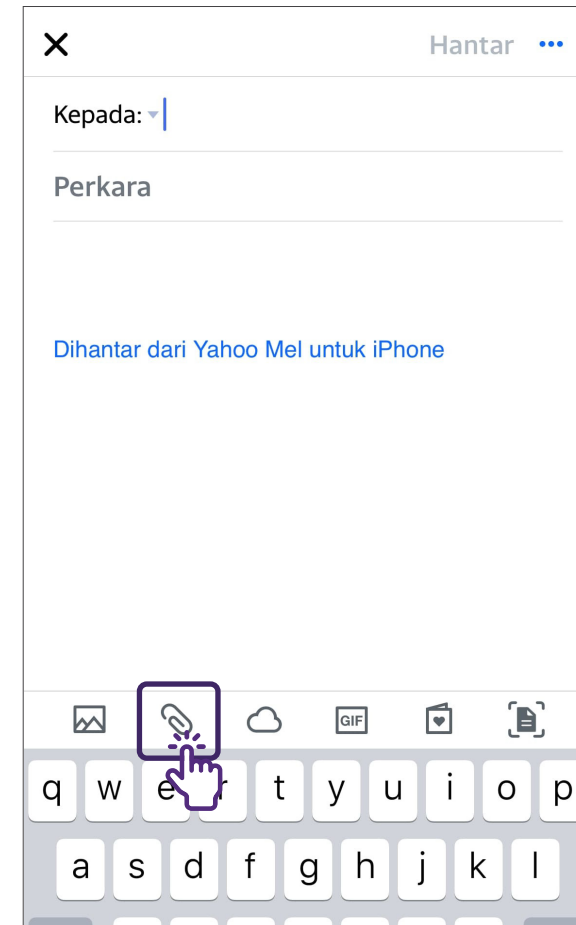 Hantar
Kepada:
Perkara
Dihantar dari Yahoo Mel untuk iPhone
GIF
q w e r t y u i o p
a s d f g h j k l